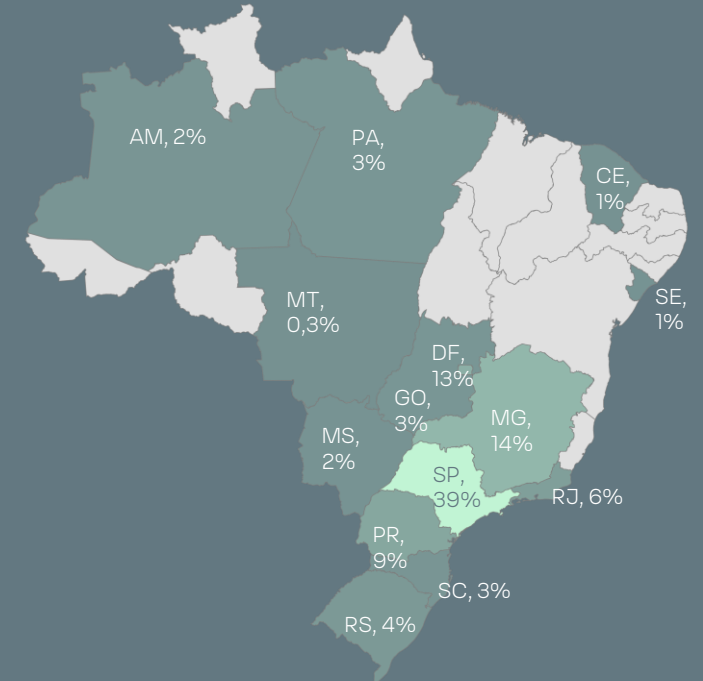 AM, 2%
PA,
3%
CE,
1%
SE,
1%
MT,
0,3%
DF,
13%
GO,
3%
MG,
14%
MS,
2%
SP,
39%
RJ, 6%
PR,
9%
SC, 3%
RS, 4%